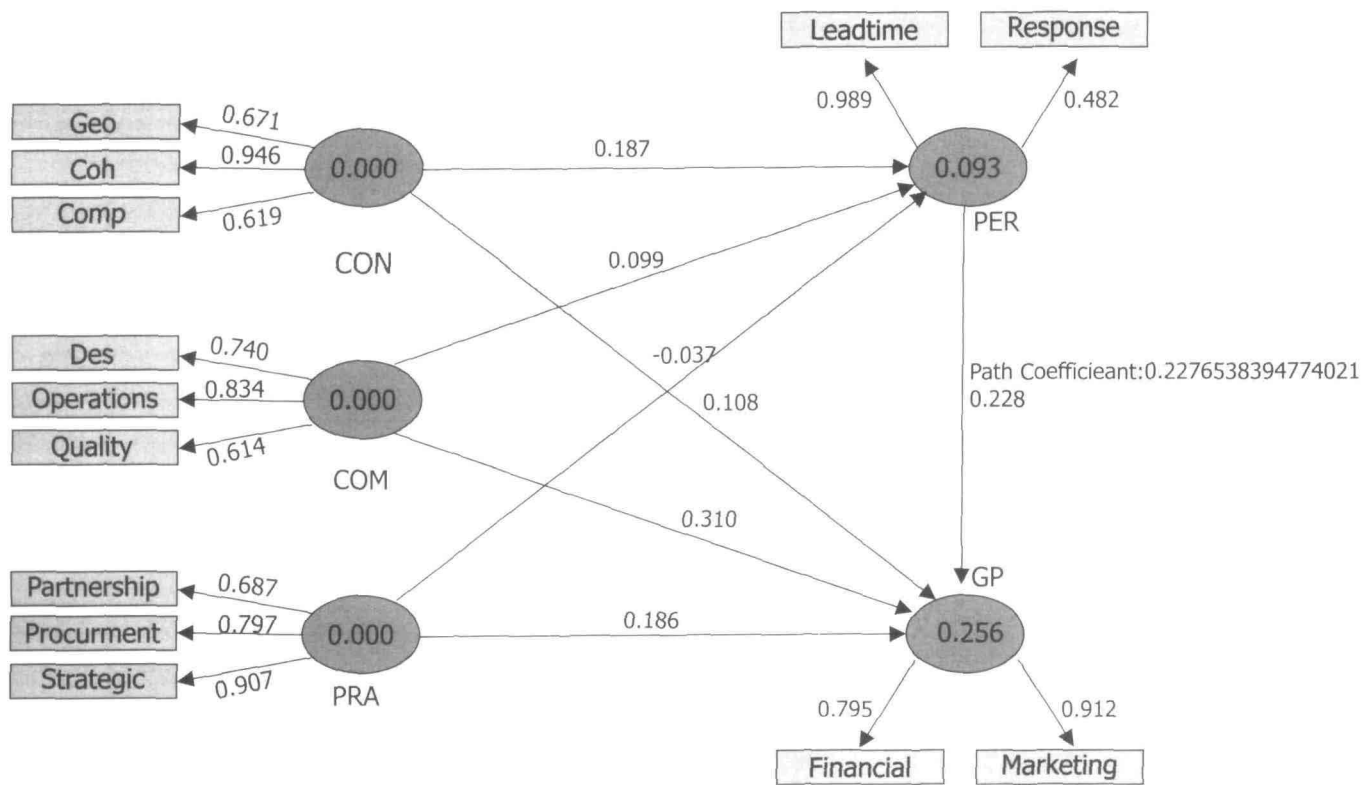 Leadtime
Response
0.989
0.482
Geo
0.671
Coh
0.946
Comp
0.619
0.000
CON
0.187
0.093
PER
0.099
Des
0.740
Operations
0.834
Quality
0.614
0.000
COM
-0.037
0.108
Path Coefficieant:0.2276538394774021
0.228
0.310
Partnership
0.687
Procurment
0.797
Strategic
0.907
0.000
PRA
0.186
GP
0.256
0.795
0.912
Financial
Marketing